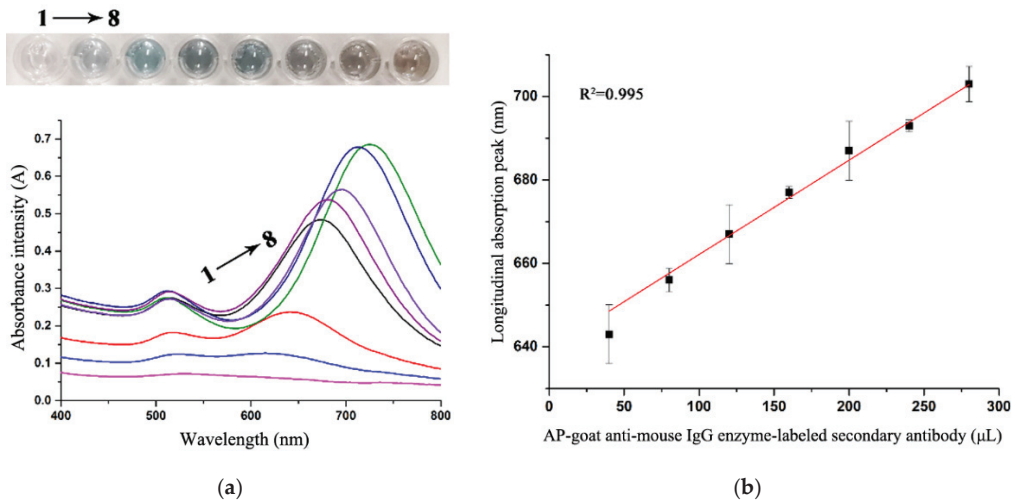 1 → 8
0.7
0.6
0.5
0.4
0.3
0.2
0.1
0.0
400
500
600
700
800
Absorbance intensity (A)
Wavelength (nm)
1 → 8
(a)
R²=0.995
700
680
660
640
0
50
100
150
200
250
300
Longitudinal absorption peak (nm)
AP-goat anti-mouse IgG enzyme-labeled secondary antibody (μL)
(b)